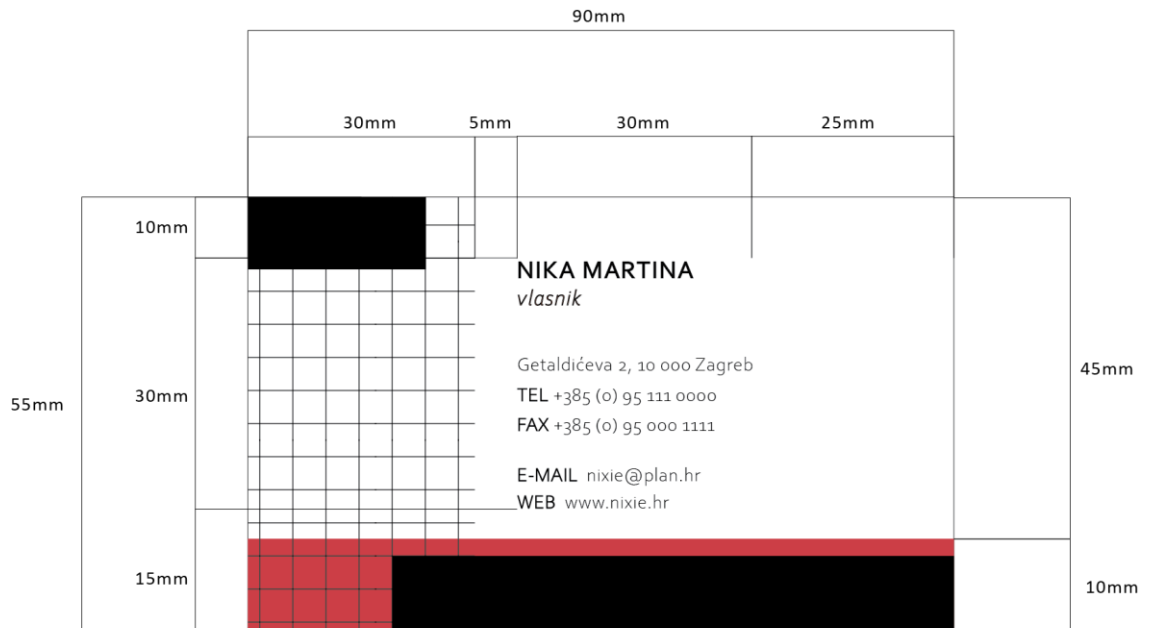 90mm
30mm 5mm 30mm 25mm
10mm
NIKA MARTINA
vlasnik
Getaldićeva 2, 10 000 Zagreb
45mm
55mm
30mm
TEL +385 (0) 95 111 0000
FAX +385 (0) 95 000 1111
E-MAIL nixie@plan.hr
WEB www.nixie.hr
15mm
10mm